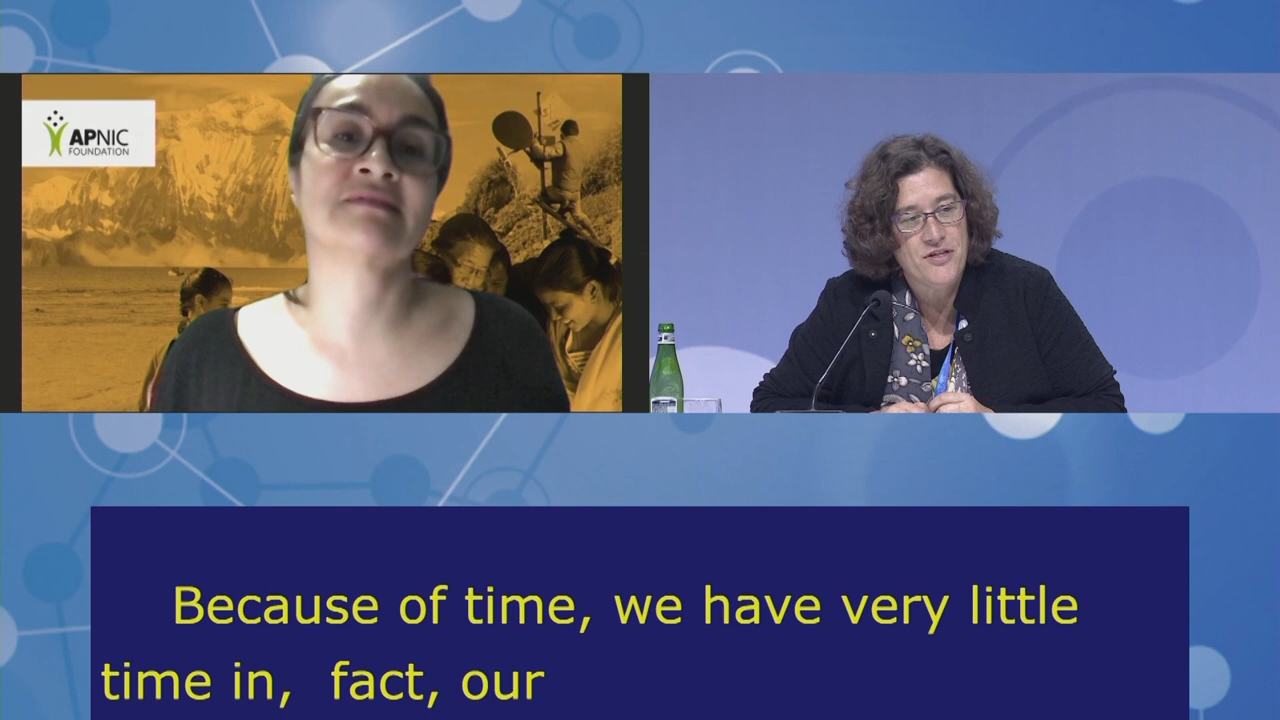 APNIC
FOUNDATION
Because of time, we have very little
time in, fact, our